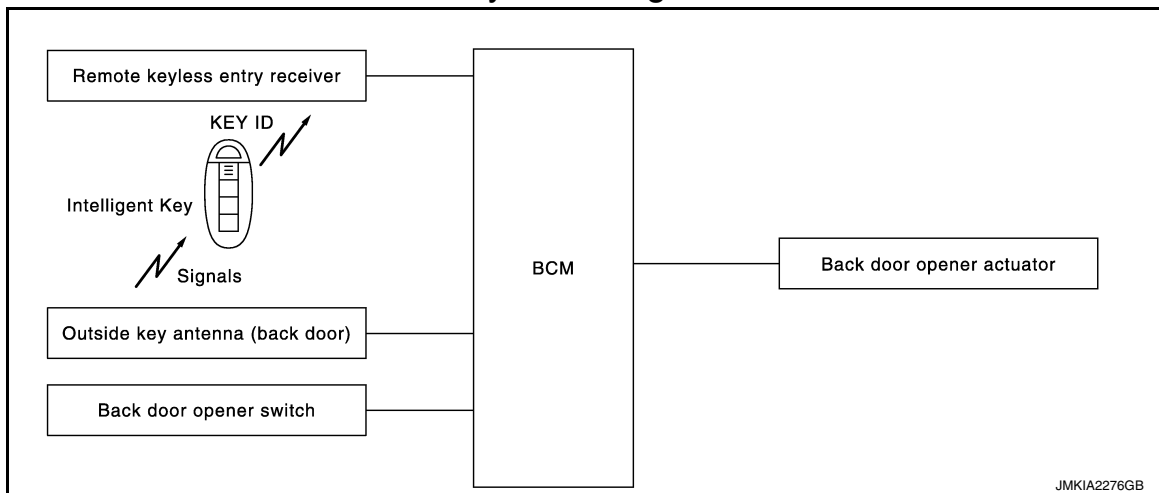 Remote keyless entry receiver
KEY ID
Intelligent Key
Signals
Outside key antenna (back door)
Back door opener switch
BCM
Back door opener actuator
JMKIA2276GB